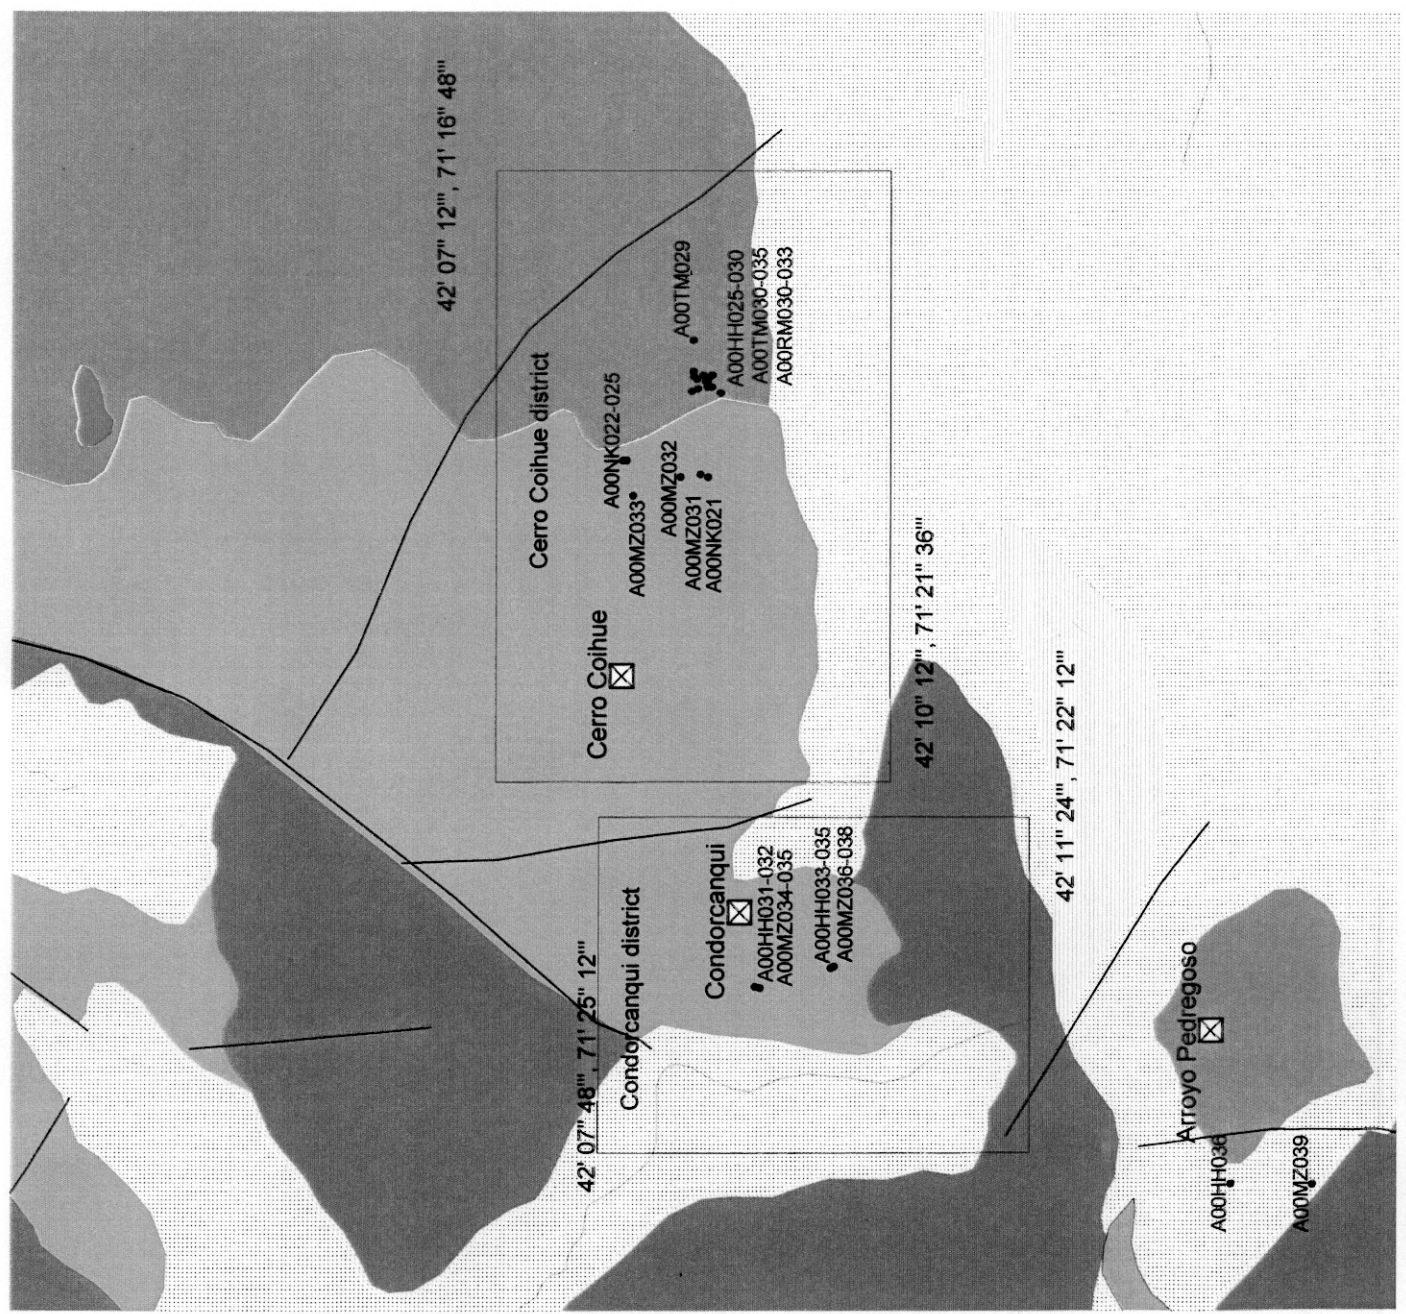 42' 07'' 12''', 71' 16'' 48'''
Cerro Coihue district
A00TM029
A00HH025-030
A00TM030-035
A00RM030-033
A00NK022-025
A00MZ033
A00MZ032
A00MZ031
A00NK021
Cerro Coihue
42' 10'' 12''', 71' 21'' 36'''
42' 07'' 48''', 71' 25'' 12'''
Condorcanqui district
Condorcanqui
A00HH031-032
A00MZ034-035
A00HH033-035
A00MZ036-038
42' 11'' 24''', 71' 22'' 12'''
Arroyo Pedregoso
A00HH036
A00MZ039